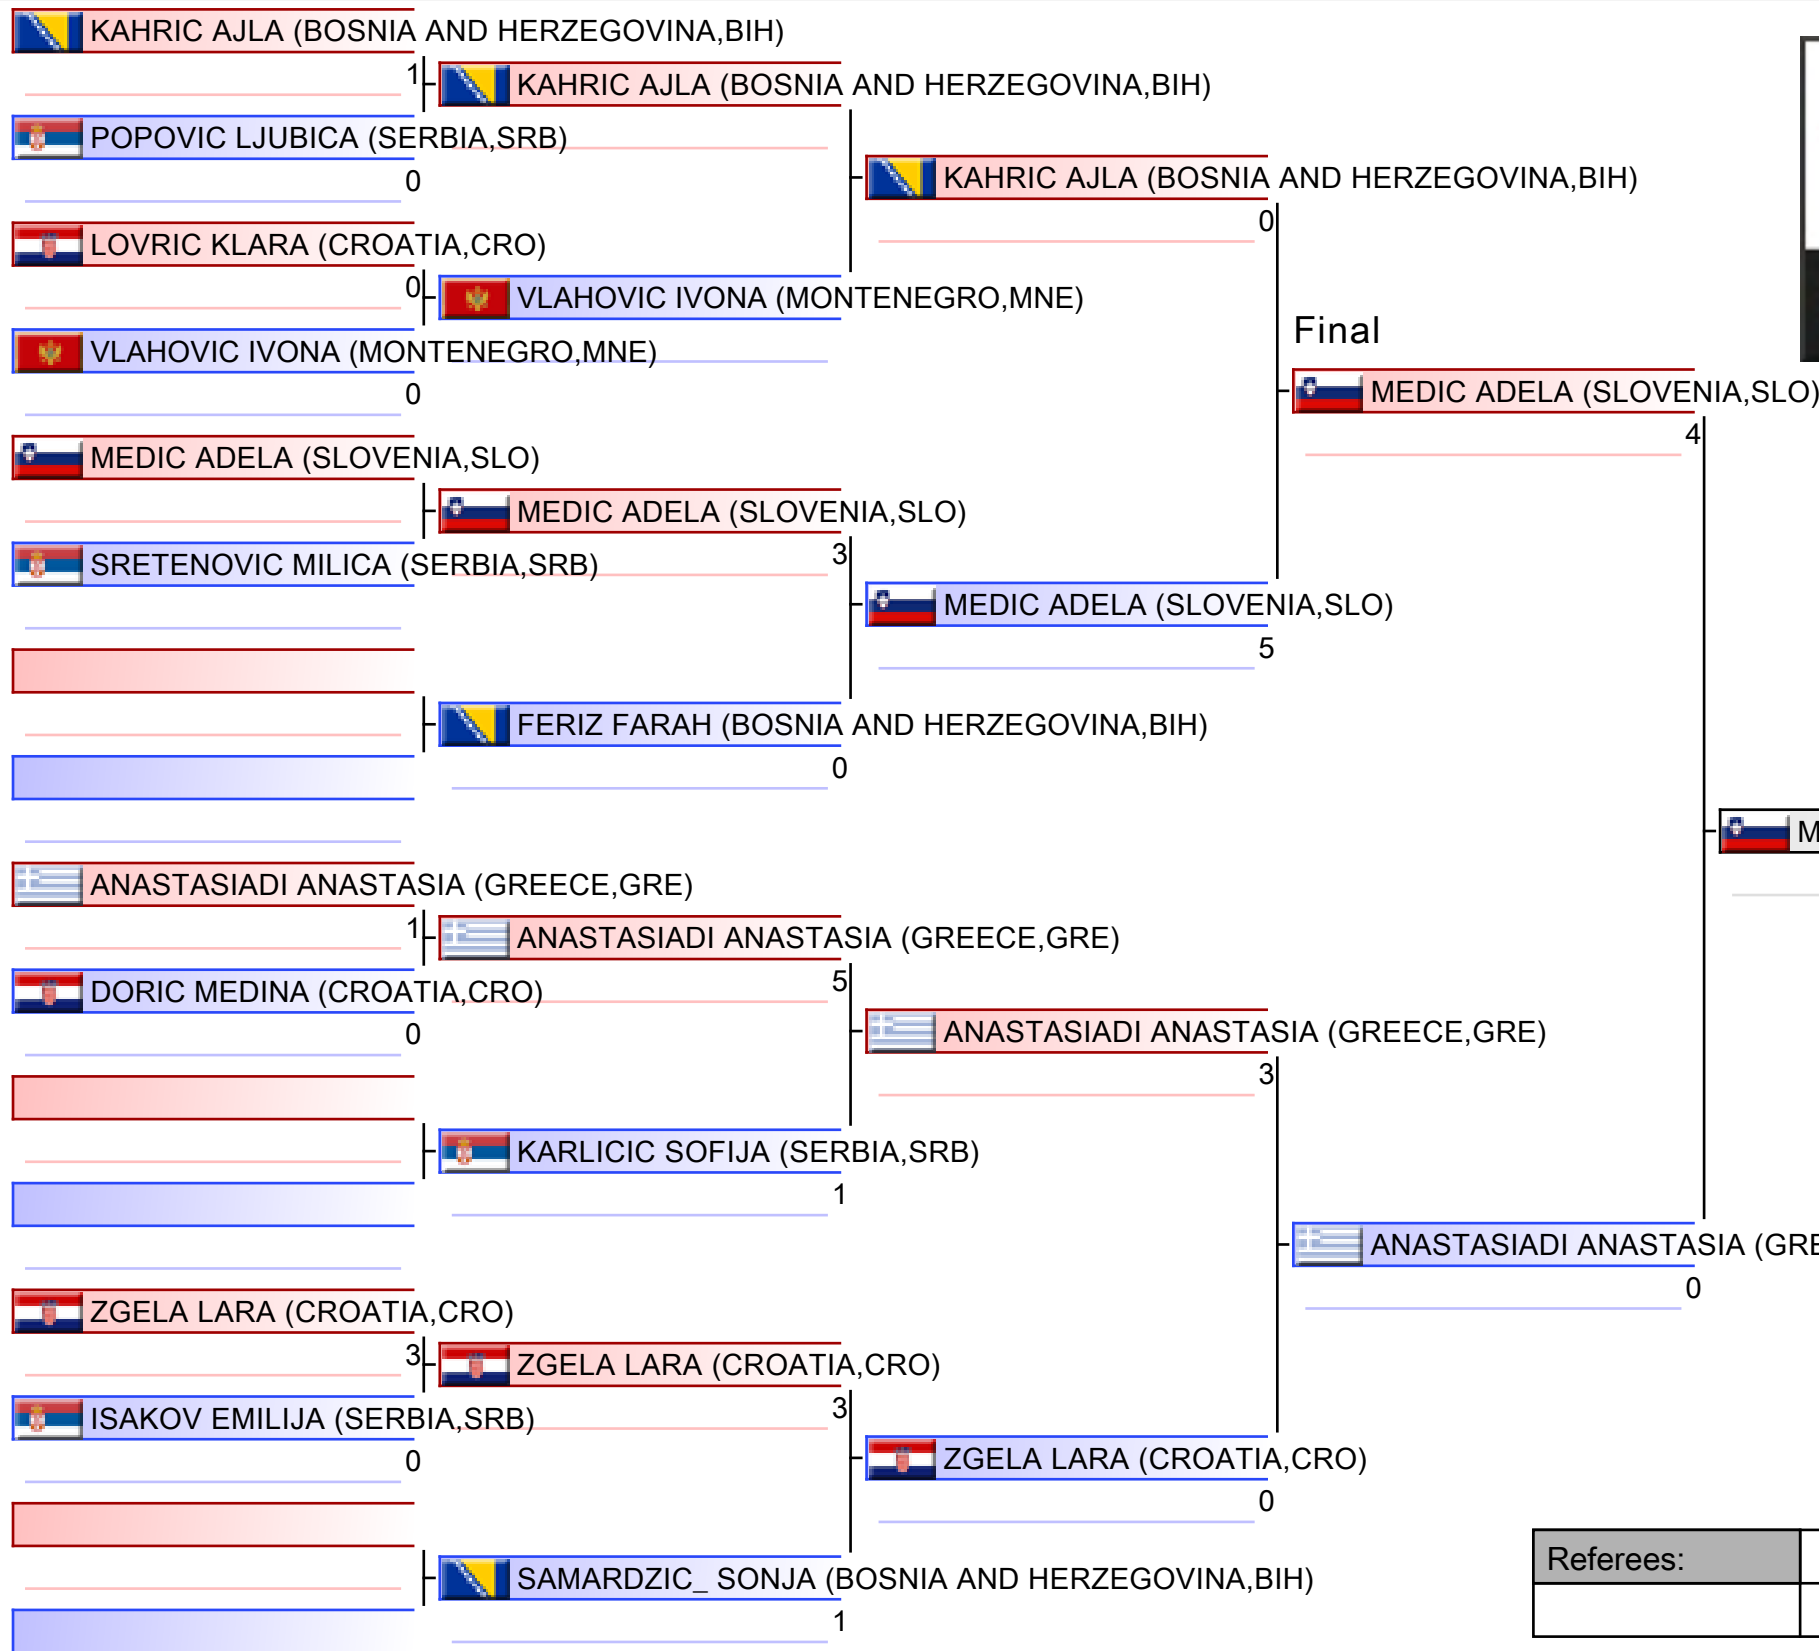 KAHRIC AJLA (BOSNIA AND HERZEGOVINA,BIH)
1
KAHRIC AJLA (BOSNIA AND HERZEGOVINA,BIH)
POPOVIC LJUBICA (SERBIA,SRB)
0
KAHRIC AJLA (BOSNIA AND HERZEGOVINA,BIH)
0
LOVRIC KLARA (CROATIA,CRO)
0
VLAHOVIC IVONA (MONTENEGRO,MNE)
Final
VLAHOVIC IVONA (MONTENEGRO,MNE)
0
MEDIC ADELA (SLOVENIA,SLO)
4
MEDIC ADELA (SLOVENIA,SLO)
MEDIC ADELA (SLOVENIA,SLO)
3
SRETENOVIC MILICA (SERBIA,SRB)
MEDIC ADELA (SLOVENIA,SLO)
5
FERIZ FARAH (BOSNIA AND HERZEGOVINA,BIH)
0
M
ANASTASIADI ANASTASIA (GREECE,GRE)
1
ANASTASIADI ANASTASIA (GREECE,GRE)
5
DORIC MEDINA (CROATIA,CRO)
0
ANASTASIADI ANASTASIA (GREECE,GRE)
3
KARLICIC SOFIJA (SERBIA,SRB)
1
ANASTASIADI ANASTASIA (GRE
0
ZGELA LARA (CROATIA,CRO)
3
ZGELA LARA (CROATIA,CRO)
3
ISAKOV EMILIJA (SERBIA,SRB)
0
ZGELA LARA (CROATIA,CRO)
0
SAMARDZIC_ SONJA (BOSNIA AND HERZEGOVINA,BIH)
1
Referees: